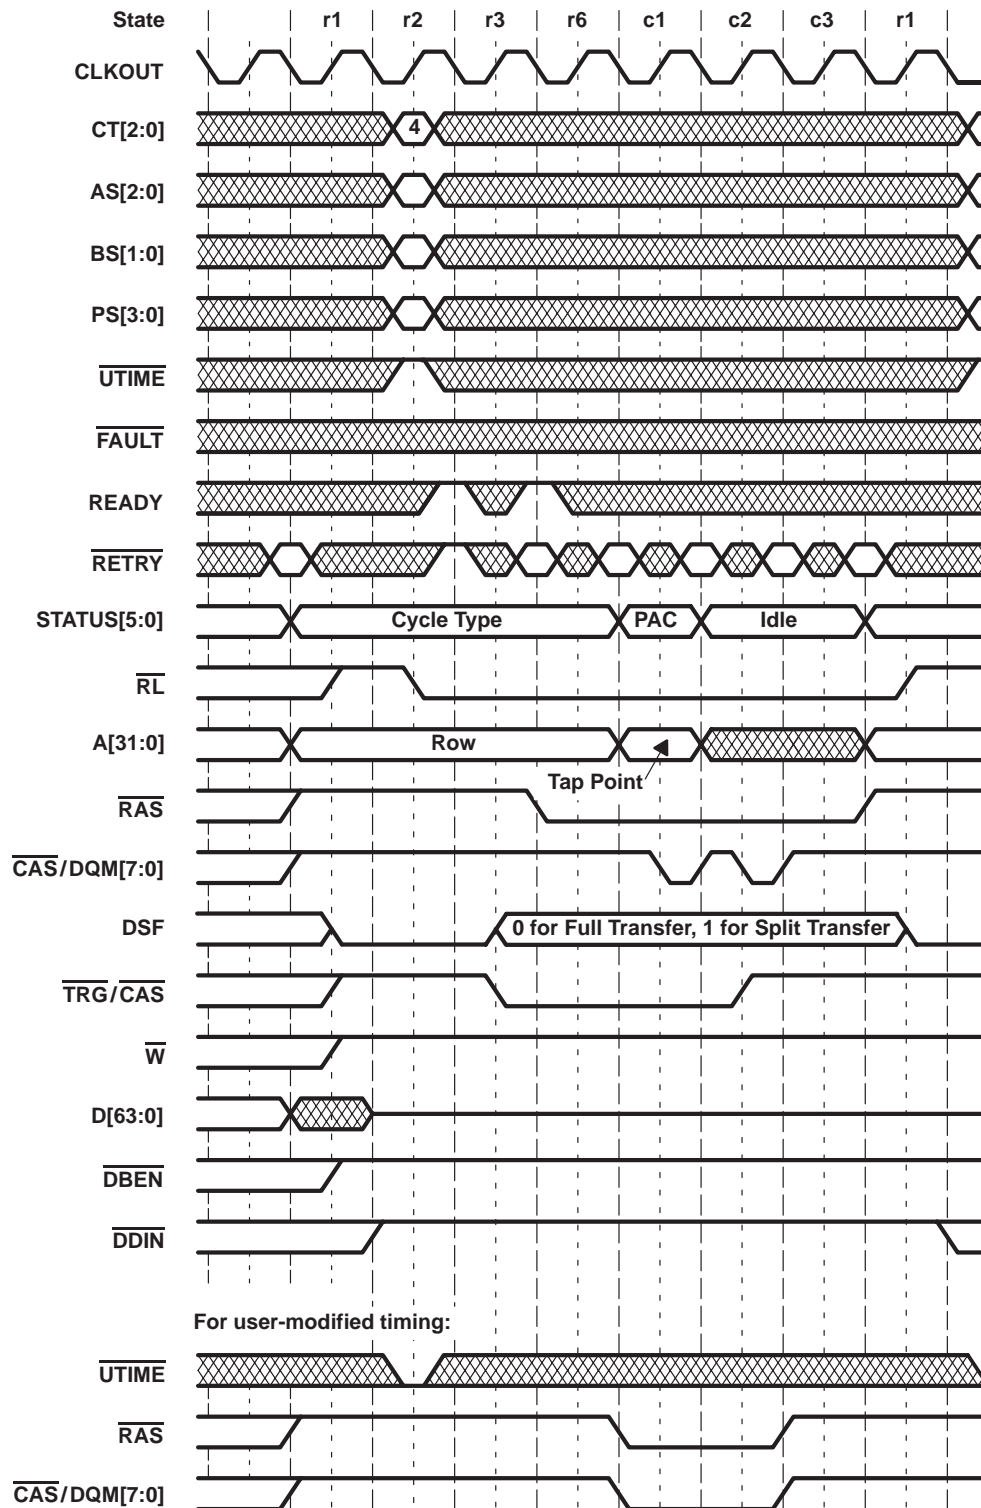 State r1 r2 r3 r6 c1 c2 c3 r1
CLKOUT
CT[2:0] 4
AS[2:0]
BS[1:0]
PS[3:0]
UTIME
FAULT
READY
RETRY
STATUS[5:0] Cycle Type PAC Idle
RL
A[31:0] Row
Tap Point
RAS
CAS/DQM[7:0]
DSF 0 for Full Transfer, 1 for Split Transfer
TRG/CAS
W
D[63:0]
DBEN
DDIN
For user-modified timing:
UTIME
RAS
CAS/DQM[7:0]